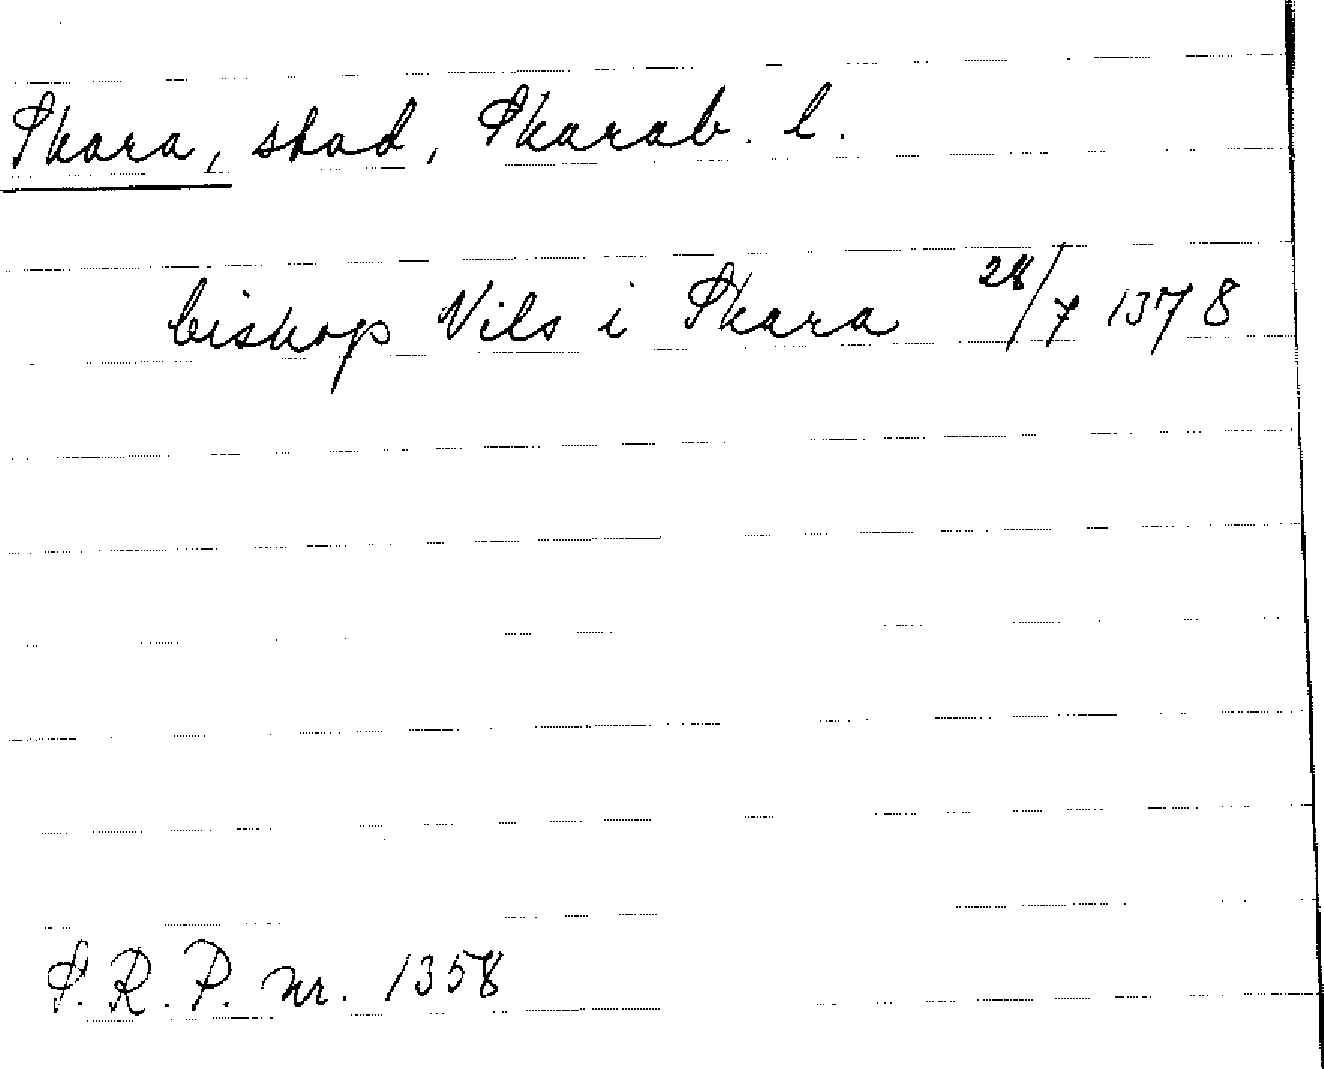 Skara, stad, Skarab. l.
biskop Nils i Skara 28/7 1378
S.R.P. nr. 1358